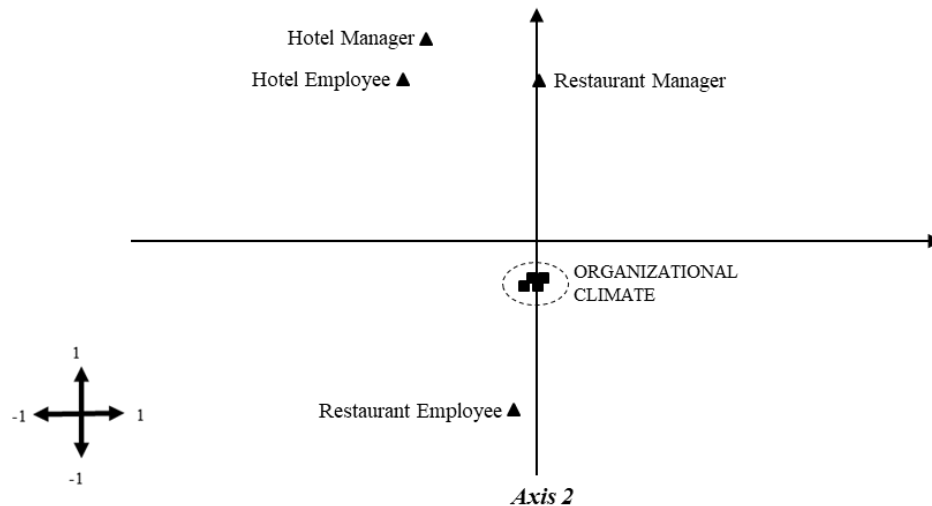 Hotel Manager
Hotel Employee
Restaurant Manager
ORGANIZATIONAL
CLIMATE
1
-1
1
-1
Restaurant Employee
Axis 2